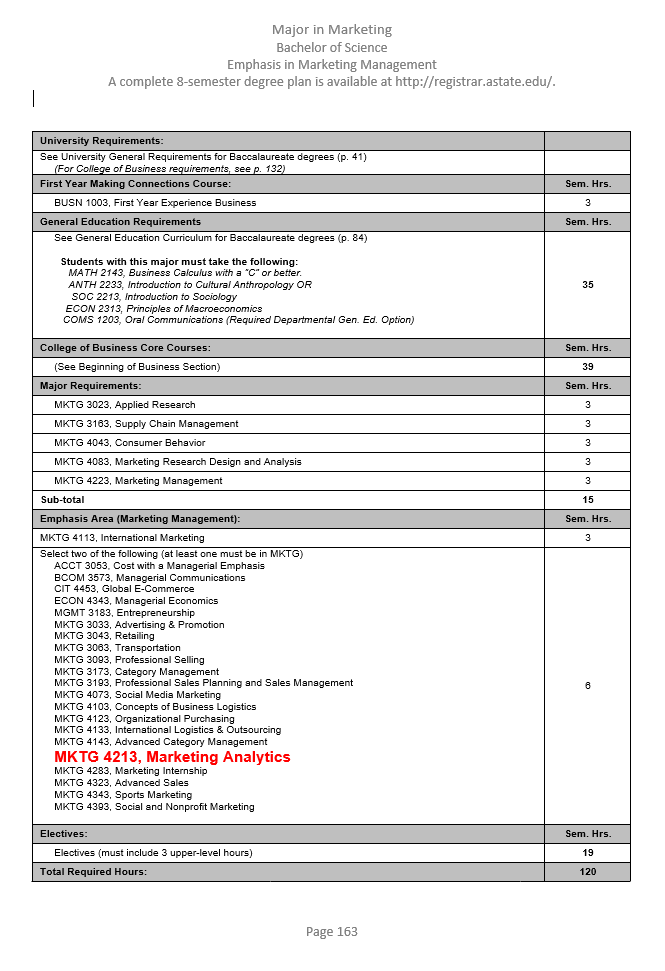 Major in Marketing
Bachelor of Science
Emphasis in Marketing Management
A complete 8-semester degree plan is available at http://registrar.astate.edu/.
University Requirements:
See University General Requirements for Baccalaureate degrees (p. 41)
(For College of Business requirements, see p. 132)
First Year Making Connections Course: Sem. Hrs.
BUSN 1003, First Year Experience Business 3
General Education Requirements Sem. Hrs.
See General Education Curriculum for Baccalaureate degrees (p. 84)
Students with this major must take the following:
MATH 2143, Business Calculus with a "C" or better.
ANTH 2233, Introduction to Cultural Anthropology OR
SOC 2213, Introduction to Sociology
ECON 2313, Principles of Macroeconomics
COMS 1203, Oral Communications (Required Departmental Gen. Ed. Option)
35
College of Business Core Courses: Sem. Hrs.
(See Beginning of Business Section) 39
Major Requirements: Sem. Hrs.
MKTG 3023, Applied Research 3
MKTG 3163, Supply Chain Management 3
MKTG 4043, Consumer Behavior 3
MKTG 4083, Marketing Research Design and Analysis 3
MKTG 4223, Marketing Management 3
Sub-total 15
Emphasis Area (Marketing Management): Sem. Hrs.
MKTG 4113, International Marketing 3
Select two of the following (at least one must be in MKTG)
ACCT 3053, Cost with a Managerial Emphasis
BCOM 3573, Managerial Communications
CIT 4453, Global E-Commerce
ECON 4343, Managerial Economics
MGMT 3183, Entrepreneurship
MKTG 3033, Advertising & Promotion
MKTG 3043, Retailing
MKTG 3063, Transportation
MKTG 3093, Professional Selling
MKTG 3173, Category Management
MKTG 3193, Professional Sales Planning and Sales Management
MKTG 4073, Social Media Marketing
MKTG 4103, Concepts of Business Logistics
MKTG 4123, Organizational Purchasing
MKTG 4133, International Logistics & Outsourcing
MKTG 4143, Advanced Category Management
MKTG 4213, Marketing Analytics
MKTG 4283, Marketing Internship
MKTG 4323, Advanced Sales
MKTG 4343, Sports Marketing
MKTG 4393, Social and Nonprofit Marketing
6
Electives: Sem. Hrs.
Electives (must include 3 upper-level hours) 19
Total Required Hours: 120
Page 163